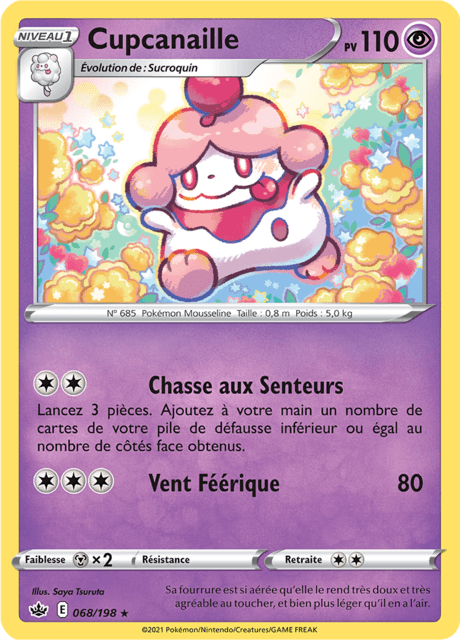 NIVEAU 1
Cupcanaille
PV 110
Évolution de : Sucroquin
N° 685 Pokémon Mousseline Taille : 0,8 m Poids : 5,0 kg
Chasse aux Senteurs
Lancez 3 pièces. Ajoutez à votre main un nombre de
cartes de votre pile de défausse inférieur ou égal au
nombre de côtés face obtenus.
Vent Féérique 80
Faiblesse ×2 Résistance Retraite
Illus. Saya Tsuruta
Sa fourrure est si aérée qu'elle le rend très doux et très
agréable au toucher, et bien plus léger qu'il en a l'air.
E 068/198 ★
©2021 Pokémon/Nintendo/Creatures/GAME FREAK